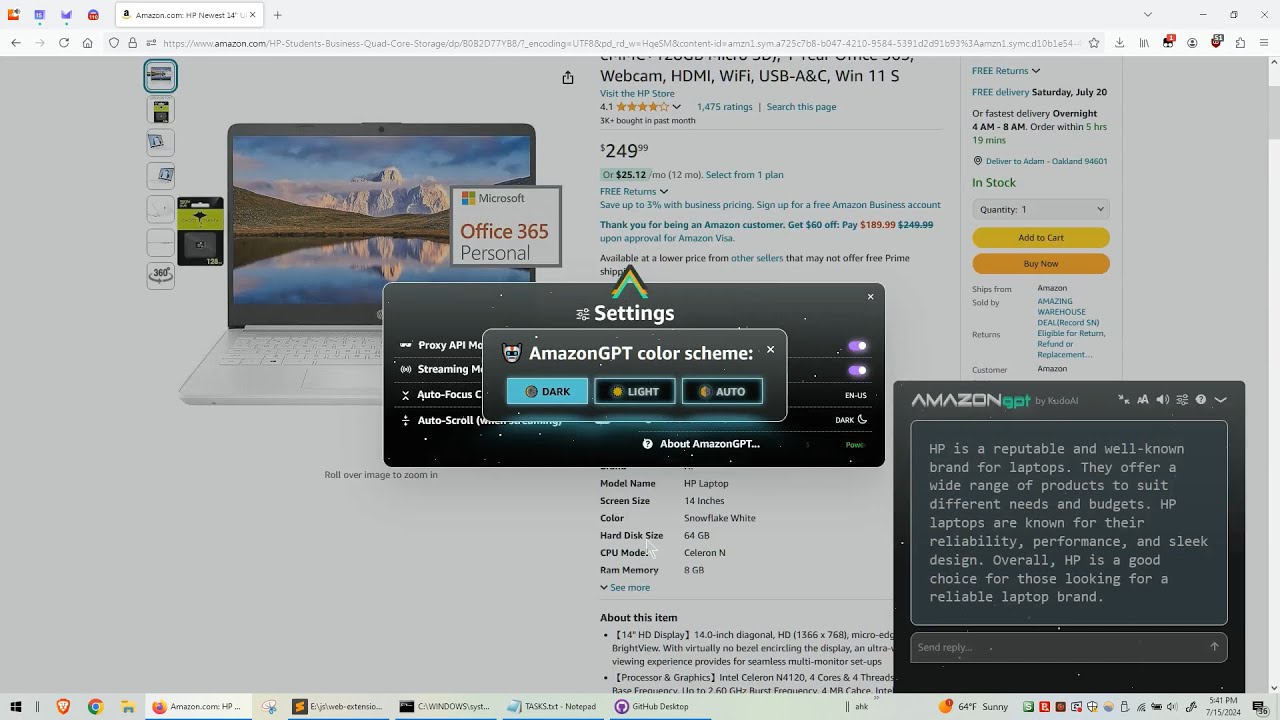 Amazon.com: HP Newest 14" Ul
https://www.amazon.com/HP-Students-Business-Quad-Core-Storage/dp/
EMMC+128GB Micro SD), 1 Year Office 365,
Webcam, HDMI, WiFi, USB-A&C, Win 11 S
Visit the HP Store
4.1
1,475 ratings | Search this page
3K+ bought in past month
$249.99
Or $25.12 /mo (12 mo). Select from 1 plan
FREE Returns
Save up to 3% with business pricing. Sign up for a free Amazon Business account
Thank you for being an Amazon customer. Get $60 off: Pay $189.99 $249.99
upon approval for Amazon Visa.
Available at a lower price from other sellers that may not offer free Prime
shipp
128
360°
Microsoft
Office 365
Personal
Roll over image to zoom in
FREE Returns
FREE delivery Saturday, July 20
Or fastest delivery Overnight
4 AM - 8 AM. Order within 5 hrs
19 mins
Deliver to Adam - Oakland 94601
In Stock
Quantity: 1
Add to Cart
Buy Now
Ships from
Amazon
Sold by
AMAZING
WAREHOUSE
DEAL(Record SN)
Returns
Eligible for Return,
Refund or
Replacement...
Customer
Amazon
Settings
Proxy API Mo
Streaming Mo
Auto-Focus C
Auto-Scroll (when streaming)
EN-US
DARK
About AmazonGPT...
Powe
AmazonGPT color scheme:
DARK
LIGHT
AUTO
Model Name HP Laptop
Screen Size 14 Inches
Color Snowflake White
Hard Disk Size 64 GB
CPU Model Celeron N
Ram Memory 8 GB
See more
About this item
• 【14" HD Display】14.0-inch diagonal, HD (1366 x 768), micro-edg
BrightView. With virtually no bezel encircling the display, an ultra-
viewing experience provides for seamless multi-monitor set-ups
• 【Processor & Graphics】Intel Celeron N4120, 4 Cores & 4 Threads
Base Frequency, Up to 2.60 GHz Burst Frequency, 4 MB Cahce, Inte
AMAZONgpt by KudoAI
HP is a reputable and well-known
brand for laptops. They offer a
wide range of products to suit
different needs and budgets. HP
laptops are known for their
reliability, performance, and sleek
design. Overall, HP is a good
choice for those looking for a
reliable laptop brand.
Send reply...
Amazon.com: HP ...
E:\js\web-extensio...
C:\WINDOWS\syst...
TASKS.txt - Notepad
GitHub Desktop
ahk
64°F Sunny
5:41 PM
7/15/2024
36